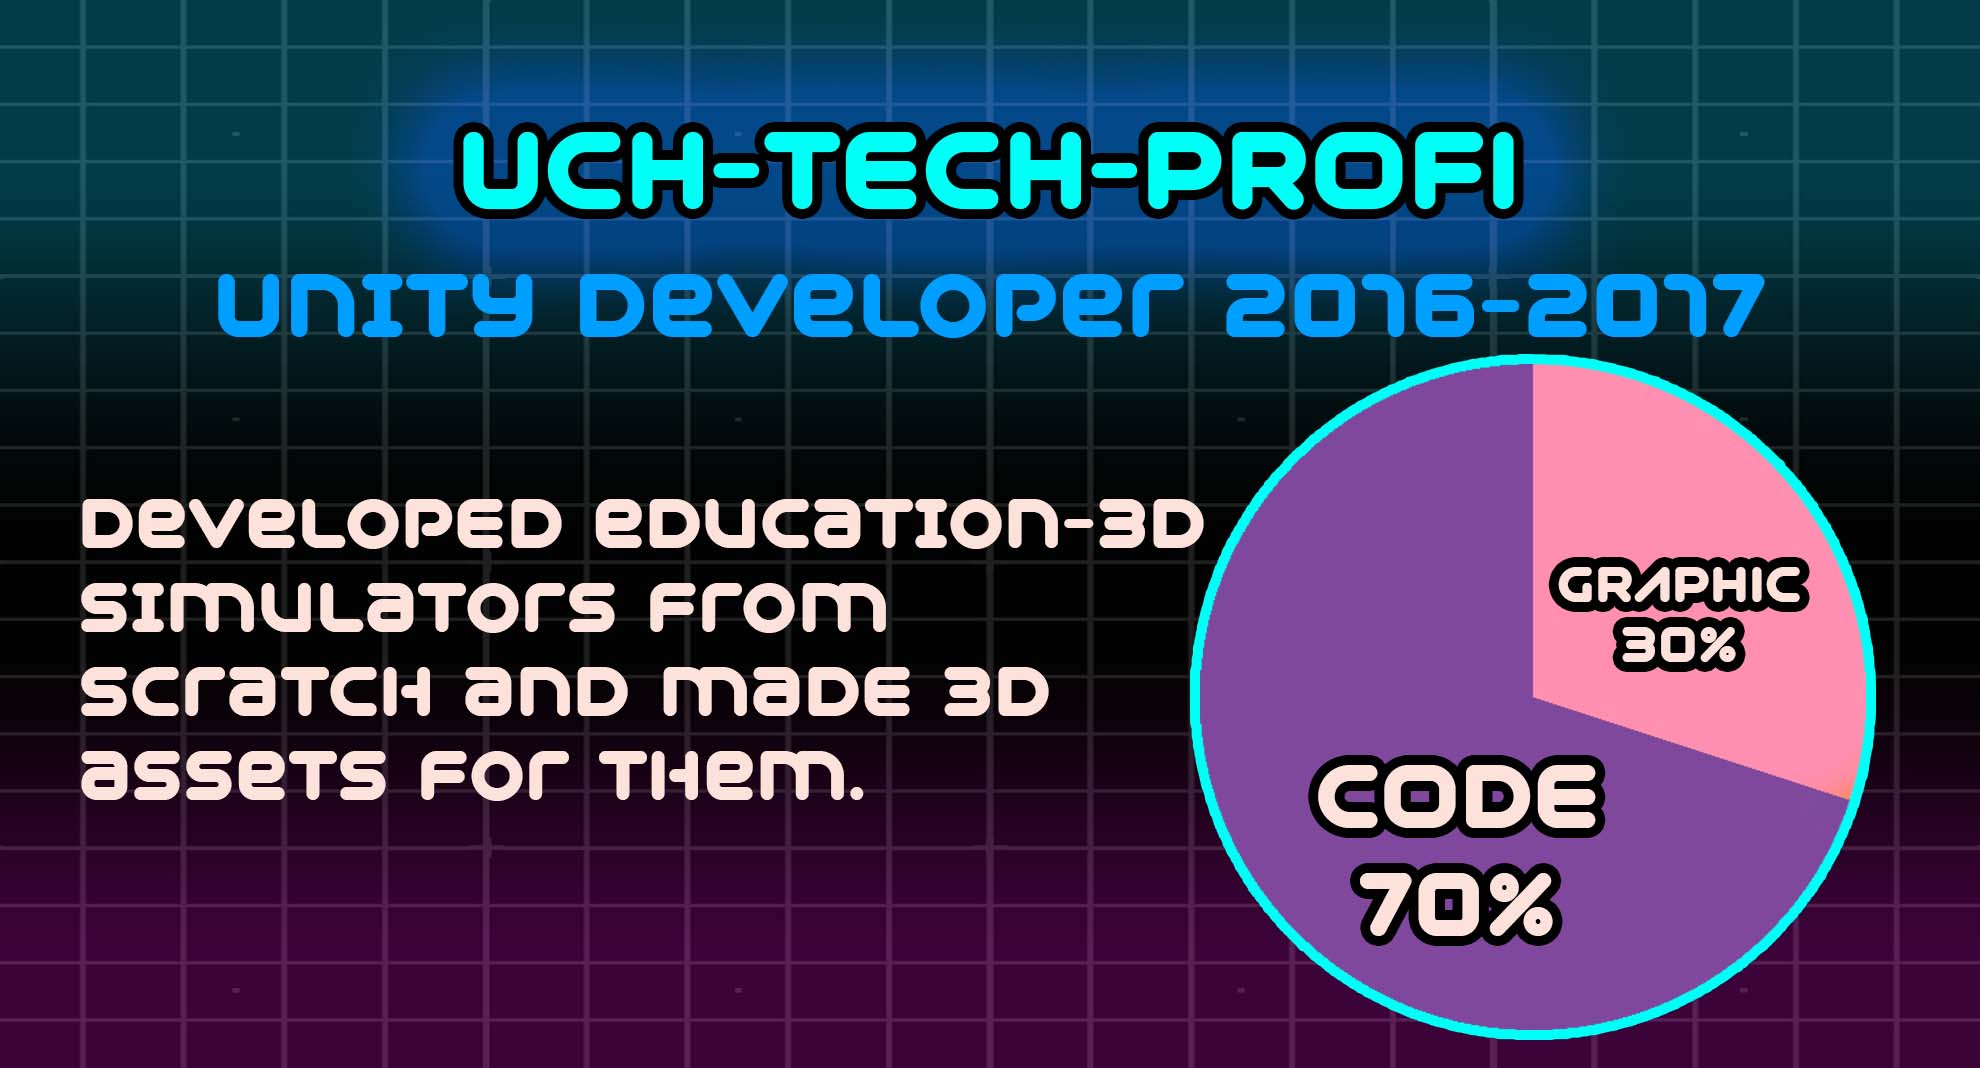 UCH-TECH-PROFI
UNITY DEVELOPER 2016-2017
DEVELOPED EDUCATION-3D
SIMULATORS FROM
SCRATCH AND MADE 3D
ASSETS FOR THEM.
GRAPHIC
30%
CODE
70%